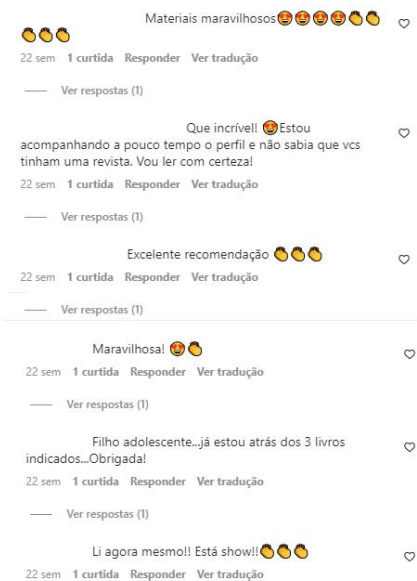 Materiais maravilhosos😍😍😍😍👏👏
👏👏👏
22 sem 1 curtida Responder Ver tradução
Ver respostas (1)
Que incrível! 😍Estou
acompanhando a pouco tempo o perfil e não sabia que vcs
tinham uma revista. Vou ler com certeza!
22 sem 1 curtida Responder Ver tradução
Ver respostas (1)
Excelente recomendação 👏👏👏
22 sem 1 curtida Responder Ver tradução
Ver respostas (1)
Maravilhosa! 😍👏
22 sem 1 curtida Responder Ver tradução
Ver respostas (1)
Filho adolescente...já estou atrás dos 3 livros
indicados...Obrigada!
22 sem 1 curtida Responder Ver tradução
Ver respostas (1)
Li agora mesmo!! Está show!!👏👏👏
22 sem 1 curtida Responder Ver tradução